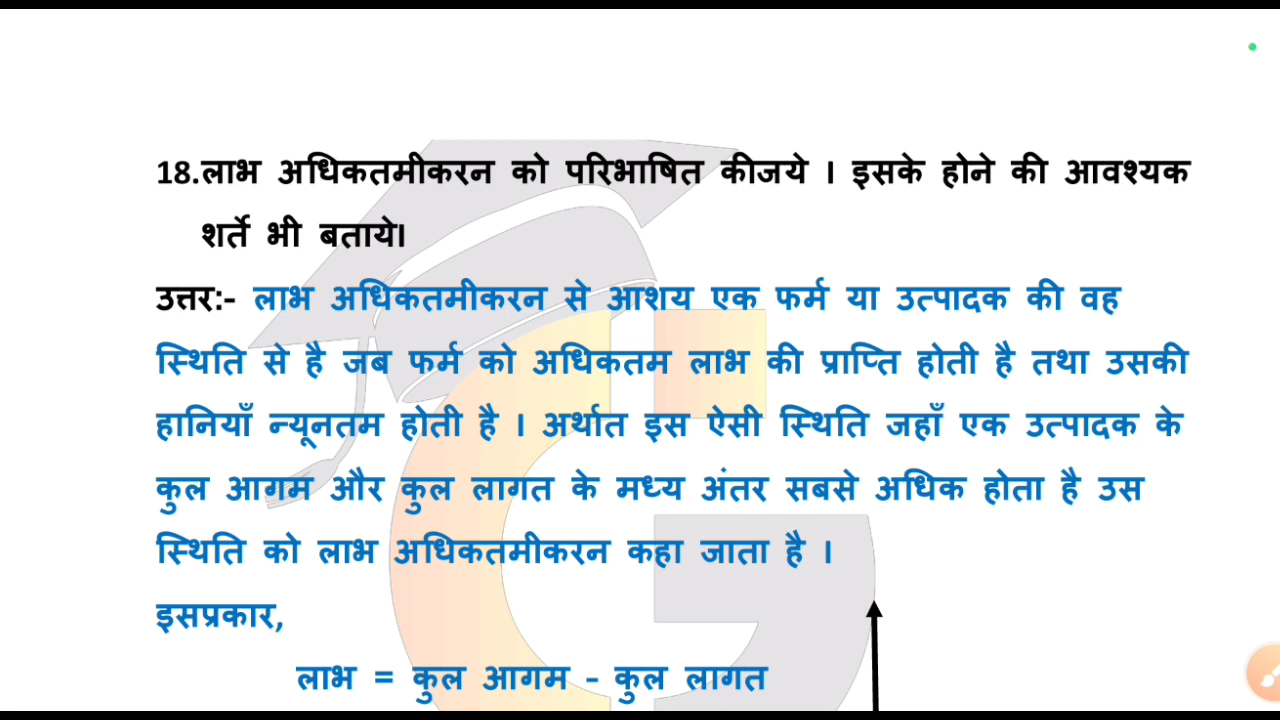 18.लाभ अधिकतमीकरन को परिभाषित कीजये । इसके होने की आवश्यक
शर्ते भी बताये।
उत्तर:- लाभ अधिकतमीकरन से आशय एक फर्म या उत्पादक की वह
स्थिति से है जब फर्म को अधिकतम लाभ की प्राप्ति होती है तथा उसकी
हानियाँ न्यूनतम होती है । अर्थात इस ऐसी स्थिति जहाँ एक उत्पादक के
कुल आगम और कुल लागत के मध्य अंतर सबसे अधिक होता है उस
स्थिति को लाभ अधिकतमीकरन कहा जाता है ।
इसप्रकार,
लाभ = कुल आगम - कुल लागत